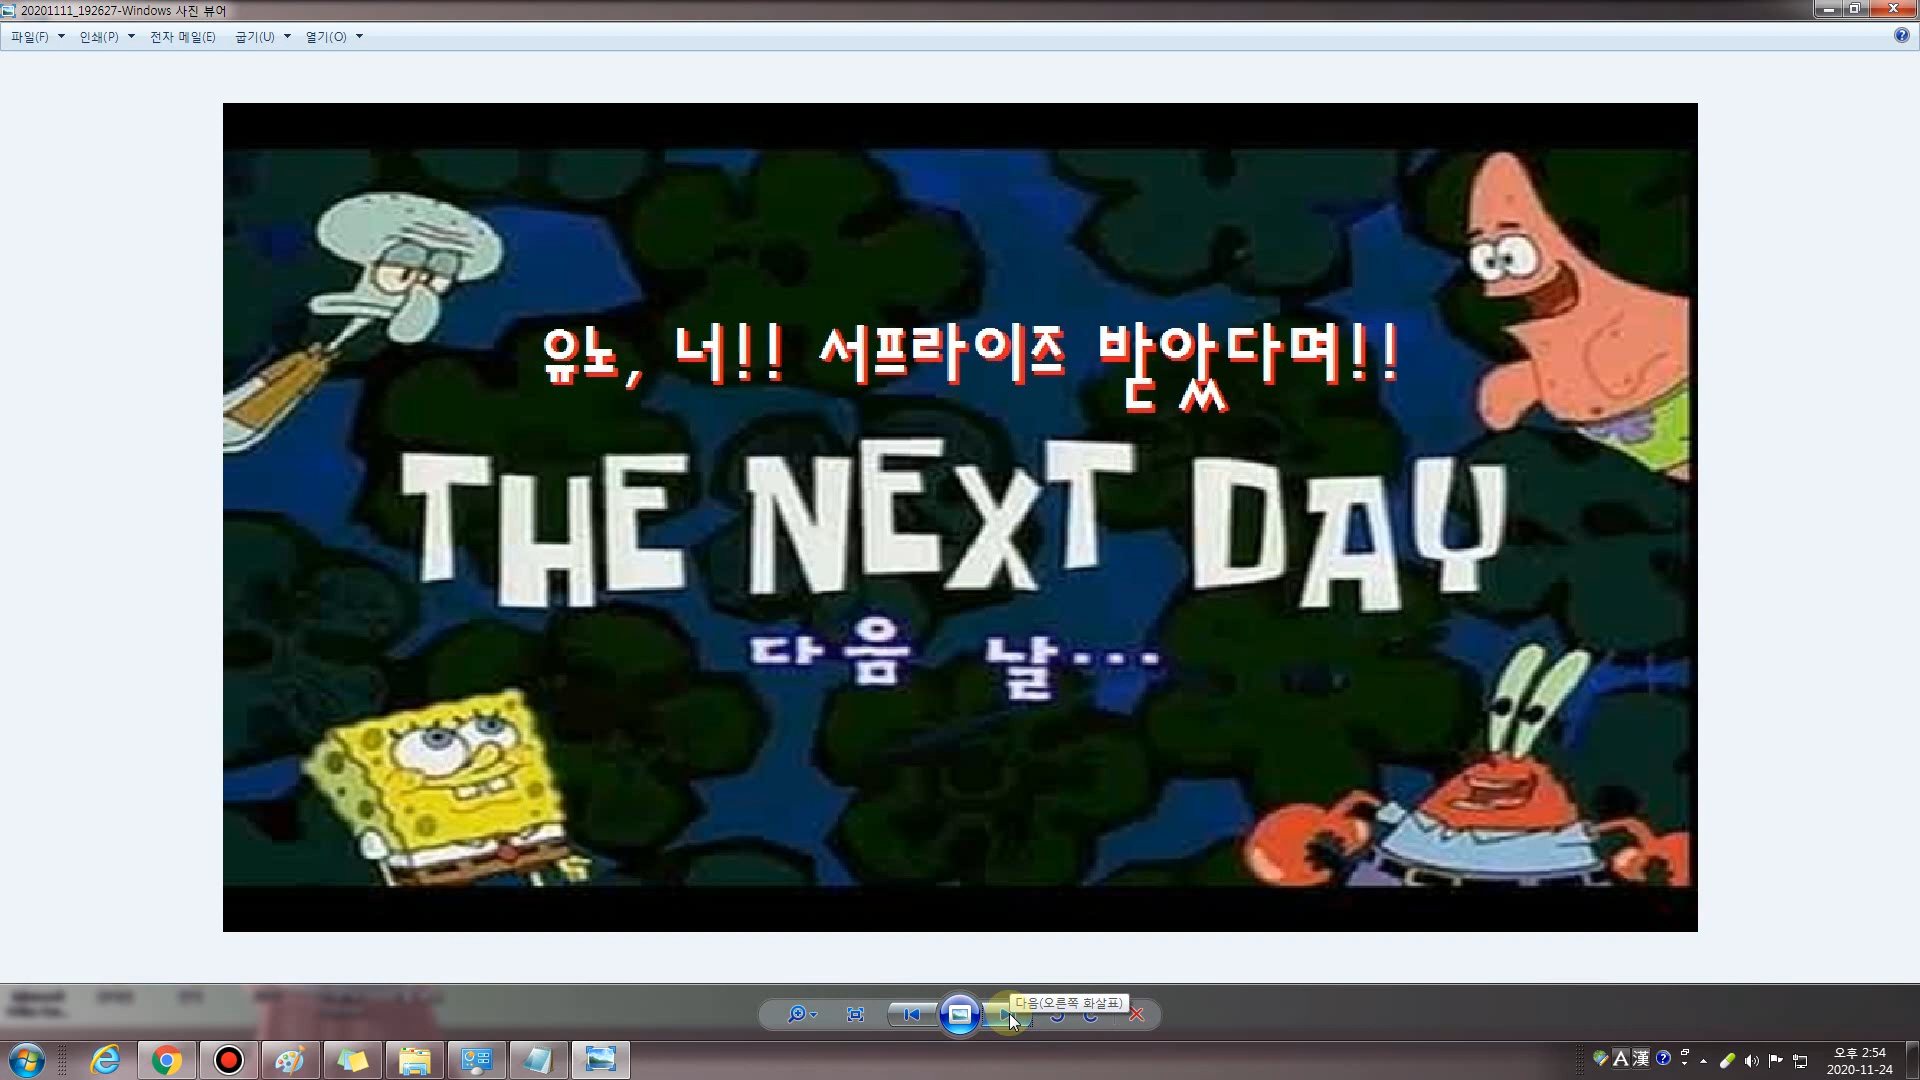 20201111_192627-Windows 사진 뷰어
파일(F) 인쇄(P) 전자 메일(E) 굽기(U) 열기(O)
유노, 너!! 서프라이즈 받았다며!!
THE NEXT DAY
다음 날...
다음(오른쪽 화살표)
A 漢
오후 2:54
2020-11-24